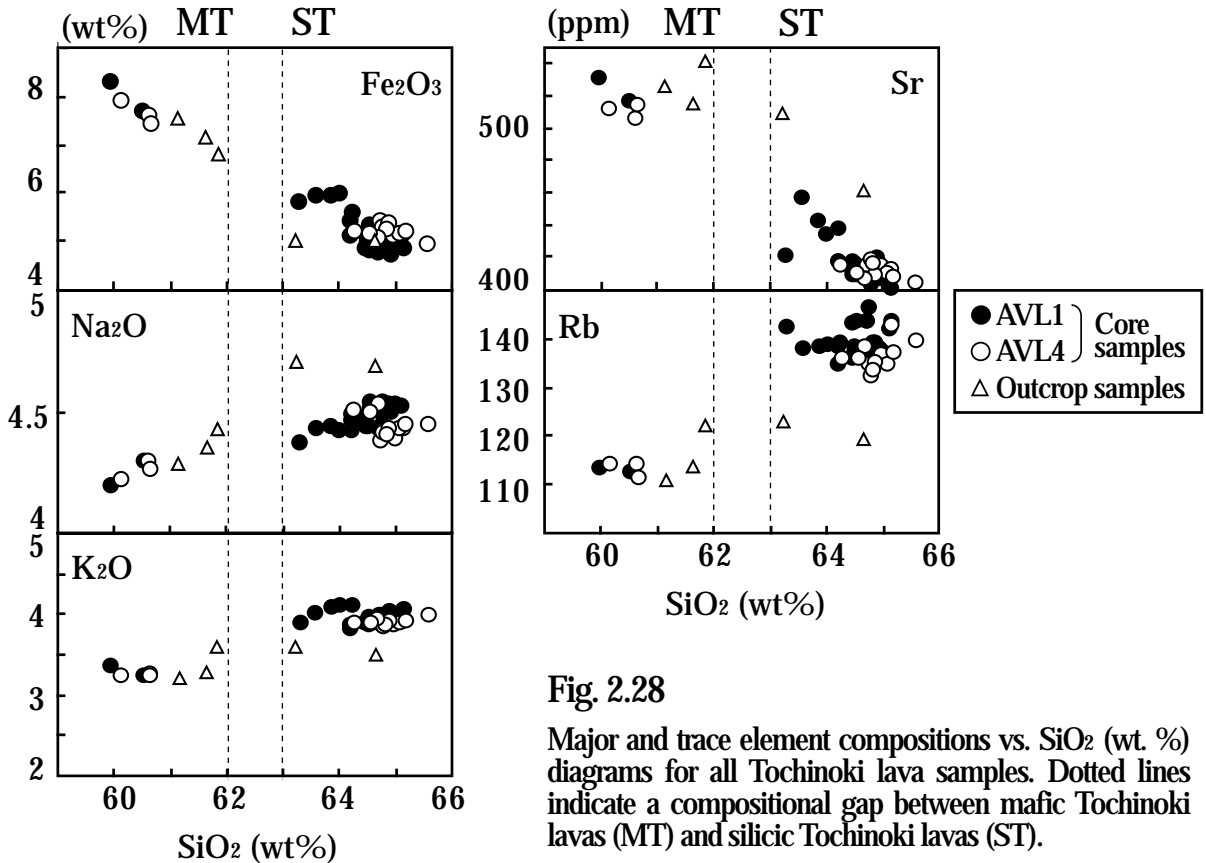 (wt%) MT ST
Fe2O3
8
6
4
Na2O
5
4.5
4
K2O
5
4
3
2
60 62 64 66
SiO2 (wt%)
(ppm) MT ST
Sr
500
400
Rb
140
130
120
110
60 62 64 66
SiO2 (wt%)
AVL1
AVL4
Core
samples
Outcrop samples
Fig. 2.28
Major and trace element compositions vs. SiO2 (wt. %)
diagrams for all Tochinoki lava samples. Dotted lines
indicate a compositional gap between mafic Tochinoki
lavas (MT) and silicic Tochinoki lavas (ST).